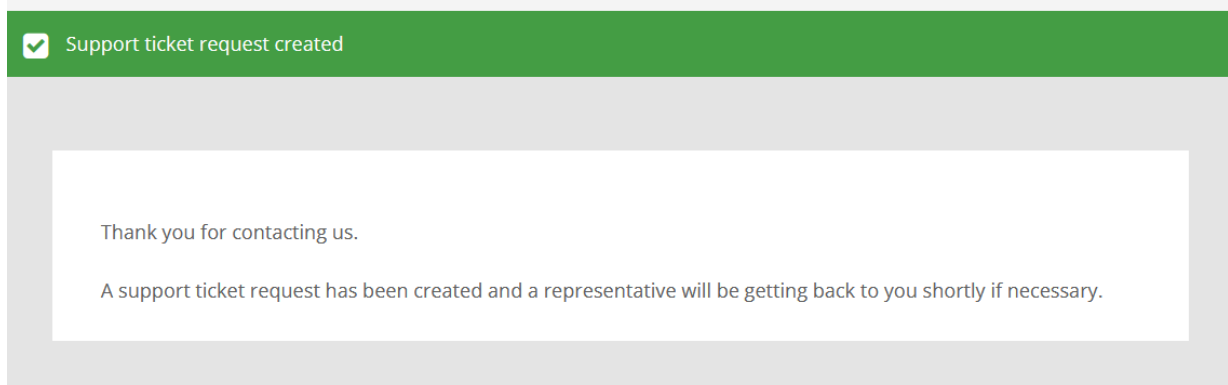 Support ticket request created
Thank you for contacting us.
A support ticket request has been created and a representative will be getting back to you shortly if necessary.